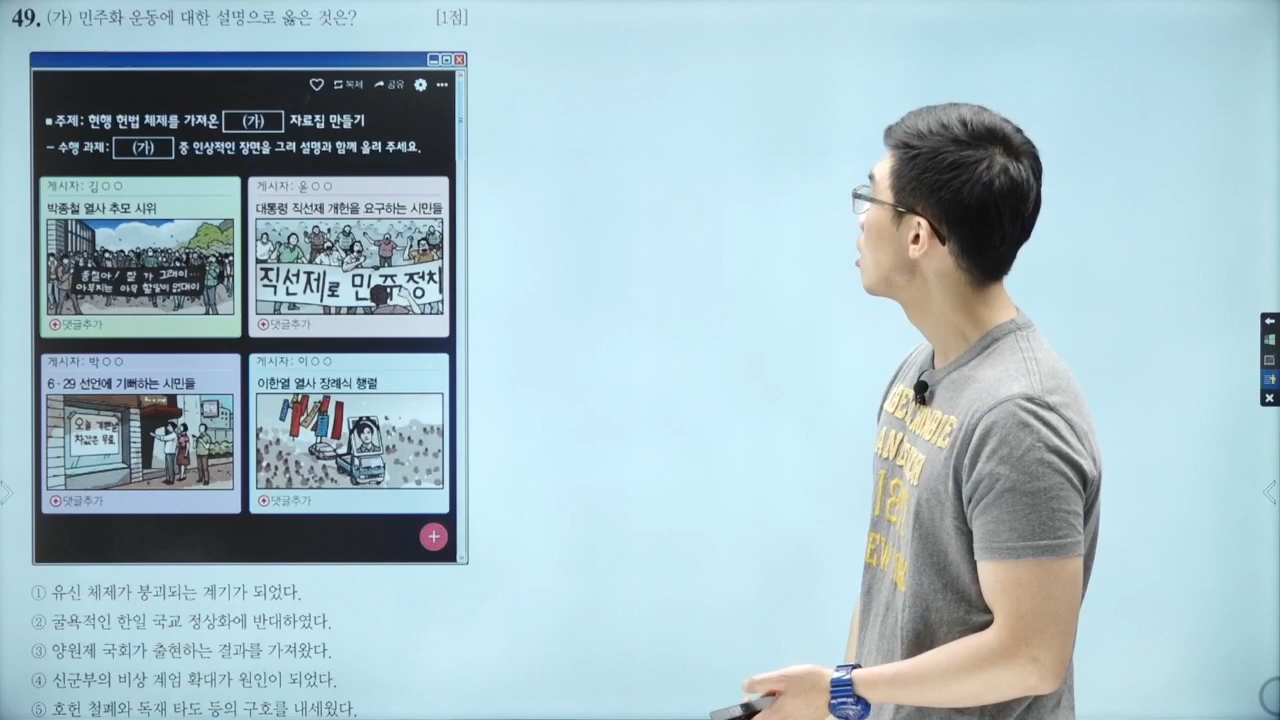 49. (가) 민주화 운동에 대한 설명으로 옳은 것은? [1점]
복제 공유
■ 주제: 현행 헌법 체제를 가져온 (가) 자료집 만들기
- 수행 과제: (가) 중 인상적인 장면을 그려 설명과 함께 올려 주세요.
게시자: 김○○
박종철 열사 추모 시위
종철아! 잘 가 그래이…
아부지는 아무 할말이 없데이
댓글추가
게시자: 윤○○
대통령 직선제 개헌을 요구하는 시민들
직선제로 민주정치
댓글추가
게시자: 박○○
6·29 선언에 기뻐하는 시민들
오늘 기쁜날
찻값은 무료
댓글추가
게시자: 이○○
이한열 열사 장례식 행렬
댓글추가
① 유신 체제가 붕괴되는 계기가 되었다.
② 굴욕적인 한일 국교 정상화에 반대하였다.
③ 양원제 국회가 출현하는 결과를 가져왔다.
④ 신군부의 비상 계엄 확대가 원인이 되었다.
⑤ 호헌 철폐와 독재 타도 등의 구호를 내세웠다.